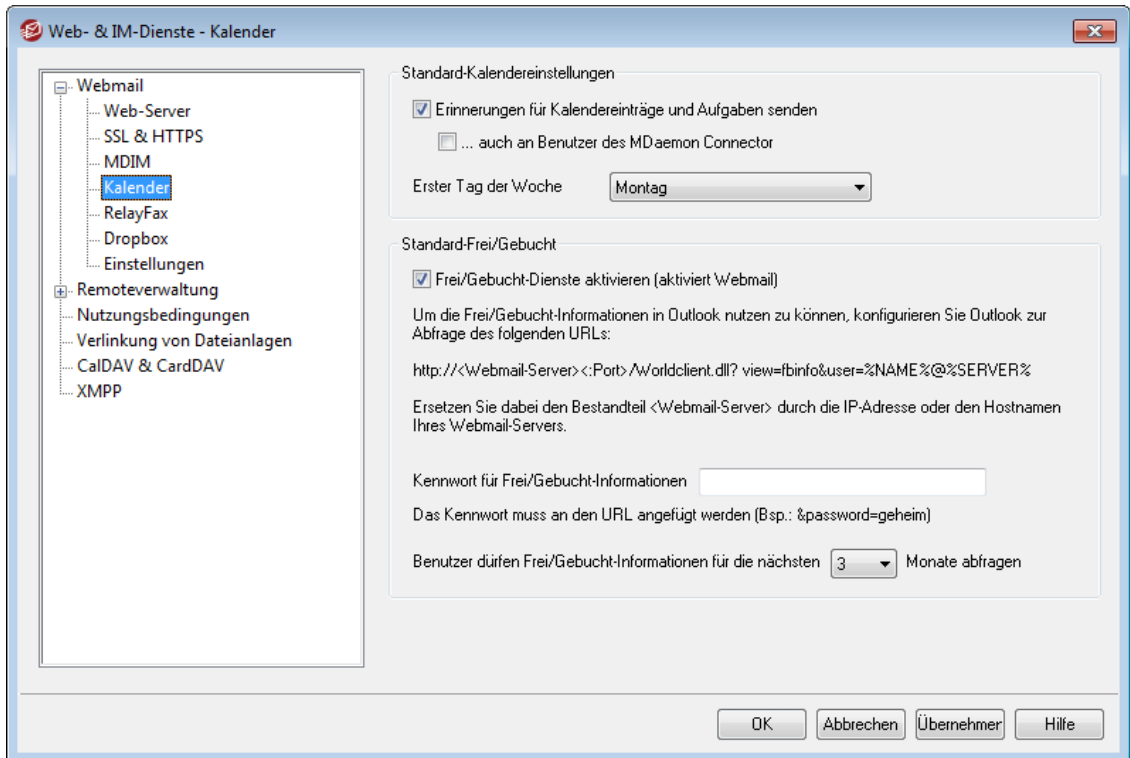 Web- & IM-Dienste - Kalender
Webmail
Web-Server
SSL & HTTPS
MDIM
Kalender
RelayFax
Dropbox
Einstellungen
Remoteverwaltung
Nutzungsbedingungen
Verlinkung von Dateianlagen
CalDAV & CardDAV
XMPP
Standard-Kalendereinstellungen
Erinnerungen für Kalendereinträge und Aufgaben senden
... auch an Benutzer des MDaemon Connector
Erster Tag der Woche Montag
Standard-Frei/Gebucht
Frei/Gebucht-Dienste aktivieren (aktiviert Webmail)
Um die Frei/Gebucht-Informationen in Outlook nutzen zu können, konfigurieren Sie Outlook zur
Abfrage des folgenden URLs:
http://<Webmail-Server><:Port>/Worldclient.dll? view=fbinfo&user=%NAME%@%SERVER%
Ersetzen Sie dabei den Bestandteil <Webmail-Server> durch die IP-Adresse oder den Hostnamen
Ihres Webmail-Servers.
Kennwort für Frei/Gebucht-Informationen
Das Kennwort muss an den URL angefügt werden (Bsp.: &password=geheim)
Benutzer dürfen Frei/Gebucht-Informationen für die nächsten 3 Monate abfragen
OK Abbrechen Übernehmer Hilfe